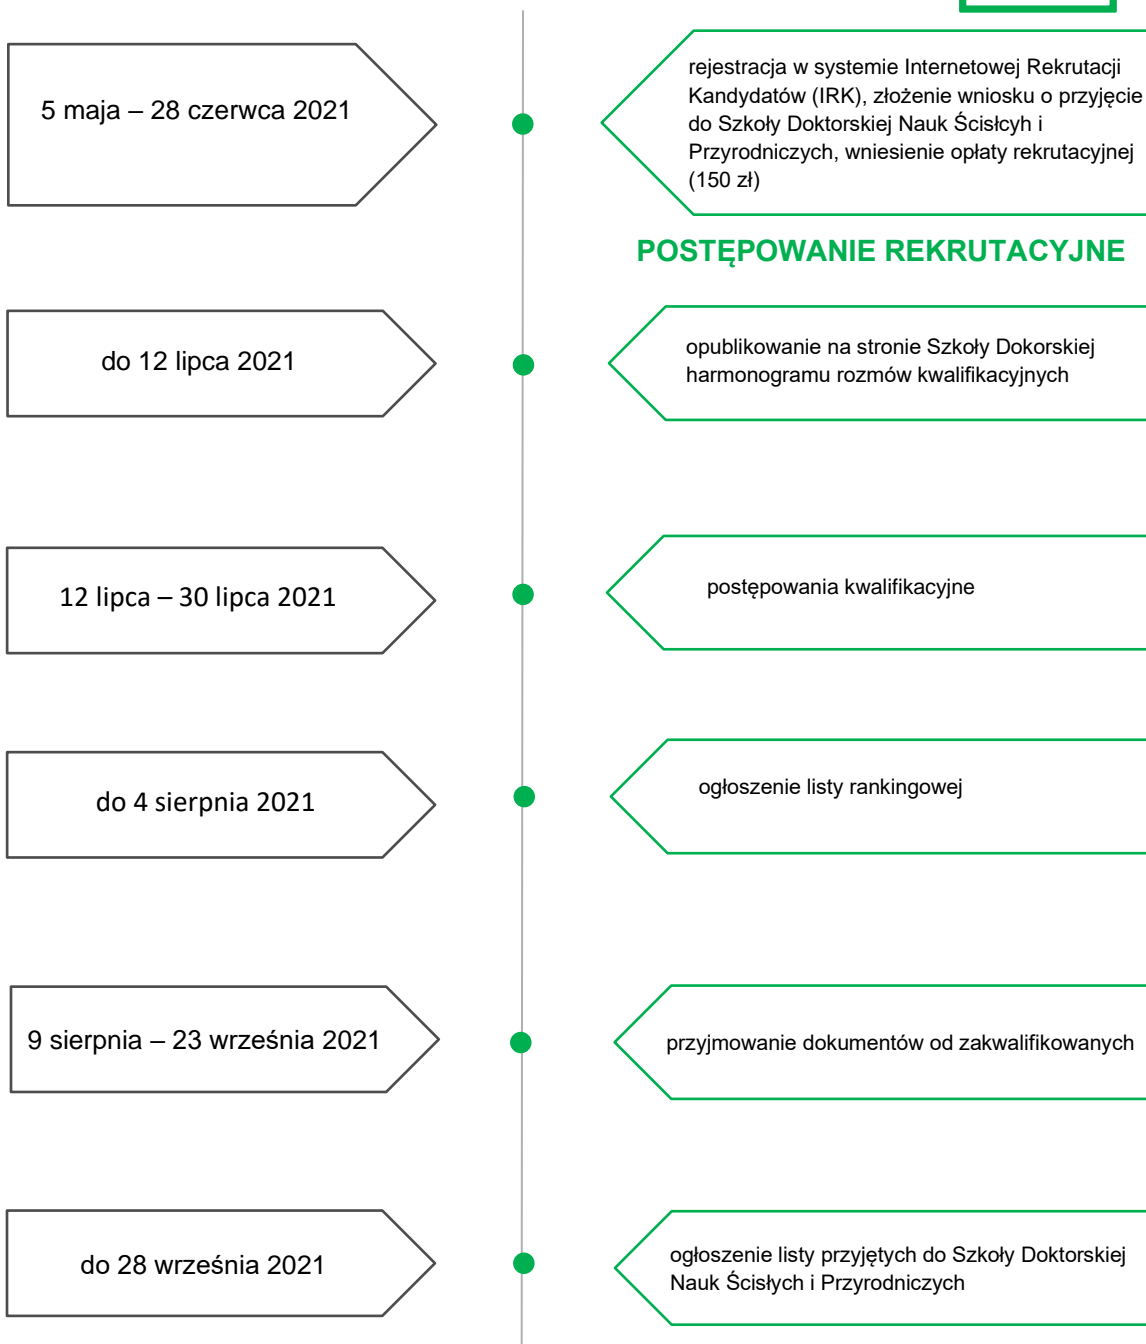 5 maja – 28 czerwca 2021
rejestracja w systemie Internetowej Rekrutacji
Kandydatów (IRK), złożenie wniosku o przyjęcie
do Szkoły Doktorskiej Nauk Ścisłcyh i
Przyrodniczych, wniesienie opłaty rekrutacyjnej
(150 zł)
POSTĘPOWANIE REKRUTACYJNE
do 12 lipca 2021
opublikowanie na stronie Szkoły Dokorskiej
harmonogramu rozmów kwalifikacyjnych
12 lipca – 30 lipca 2021
postępowania kwalifikacyjne
do 4 sierpnia 2021
ogłoszenie listy rankingowej
9 sierpnia – 23 września 2021
przyjmowanie dokumentów od zakwalifikowanych
do 28 września 2021
ogłoszenie listy przyjętych do Szkoły Doktorskiej
Nauk Ścisłych i Przyrodniczych